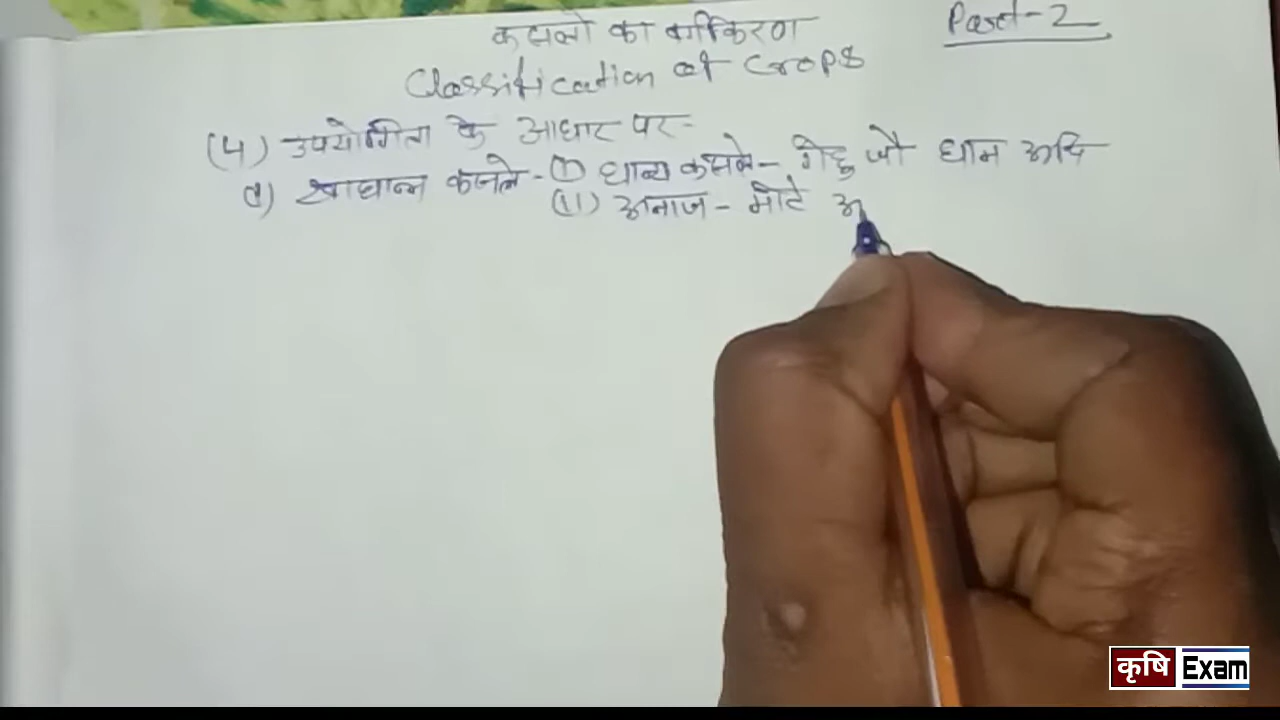 फसलो का वर्गीकरण
Part-2
Classification of Crops
(4) उपयोगिता के आधार पर-
(1) खाद्यान्न फसले - (I) धान्य फसले - गेहु जौ धान आदि
(II) अनाज - मोटे अ
कृषि Exam